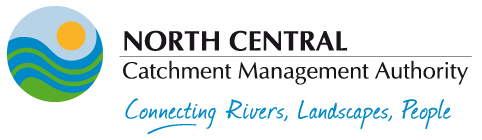 NORTH CENTRAL
Catchment Management Authority
Connecting Rivers, Landscapes, People